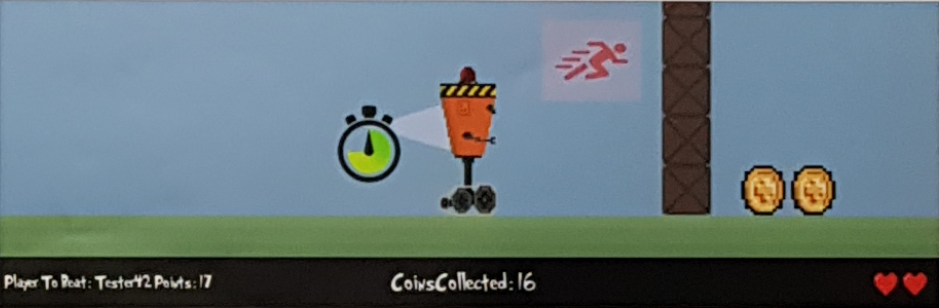 Player To Beat: Tester42 Points: 17
CoinsCollected: 16